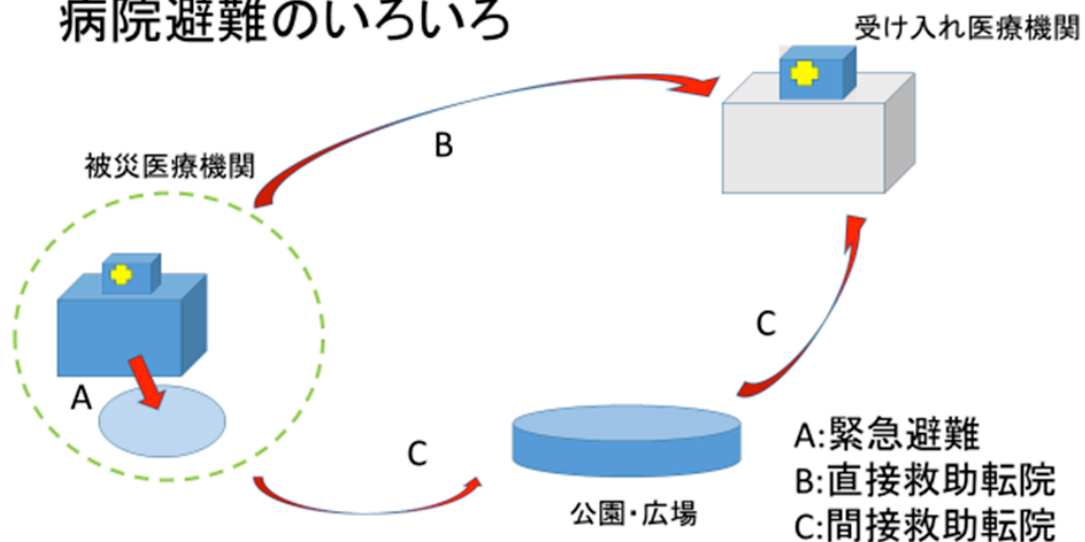 病院避難のいろいろ
受け入れ医療機関
B
被災医療機関
C
A
C
公園・広場
A:緊急避難
B:直接救助転院
C:間接救助転院